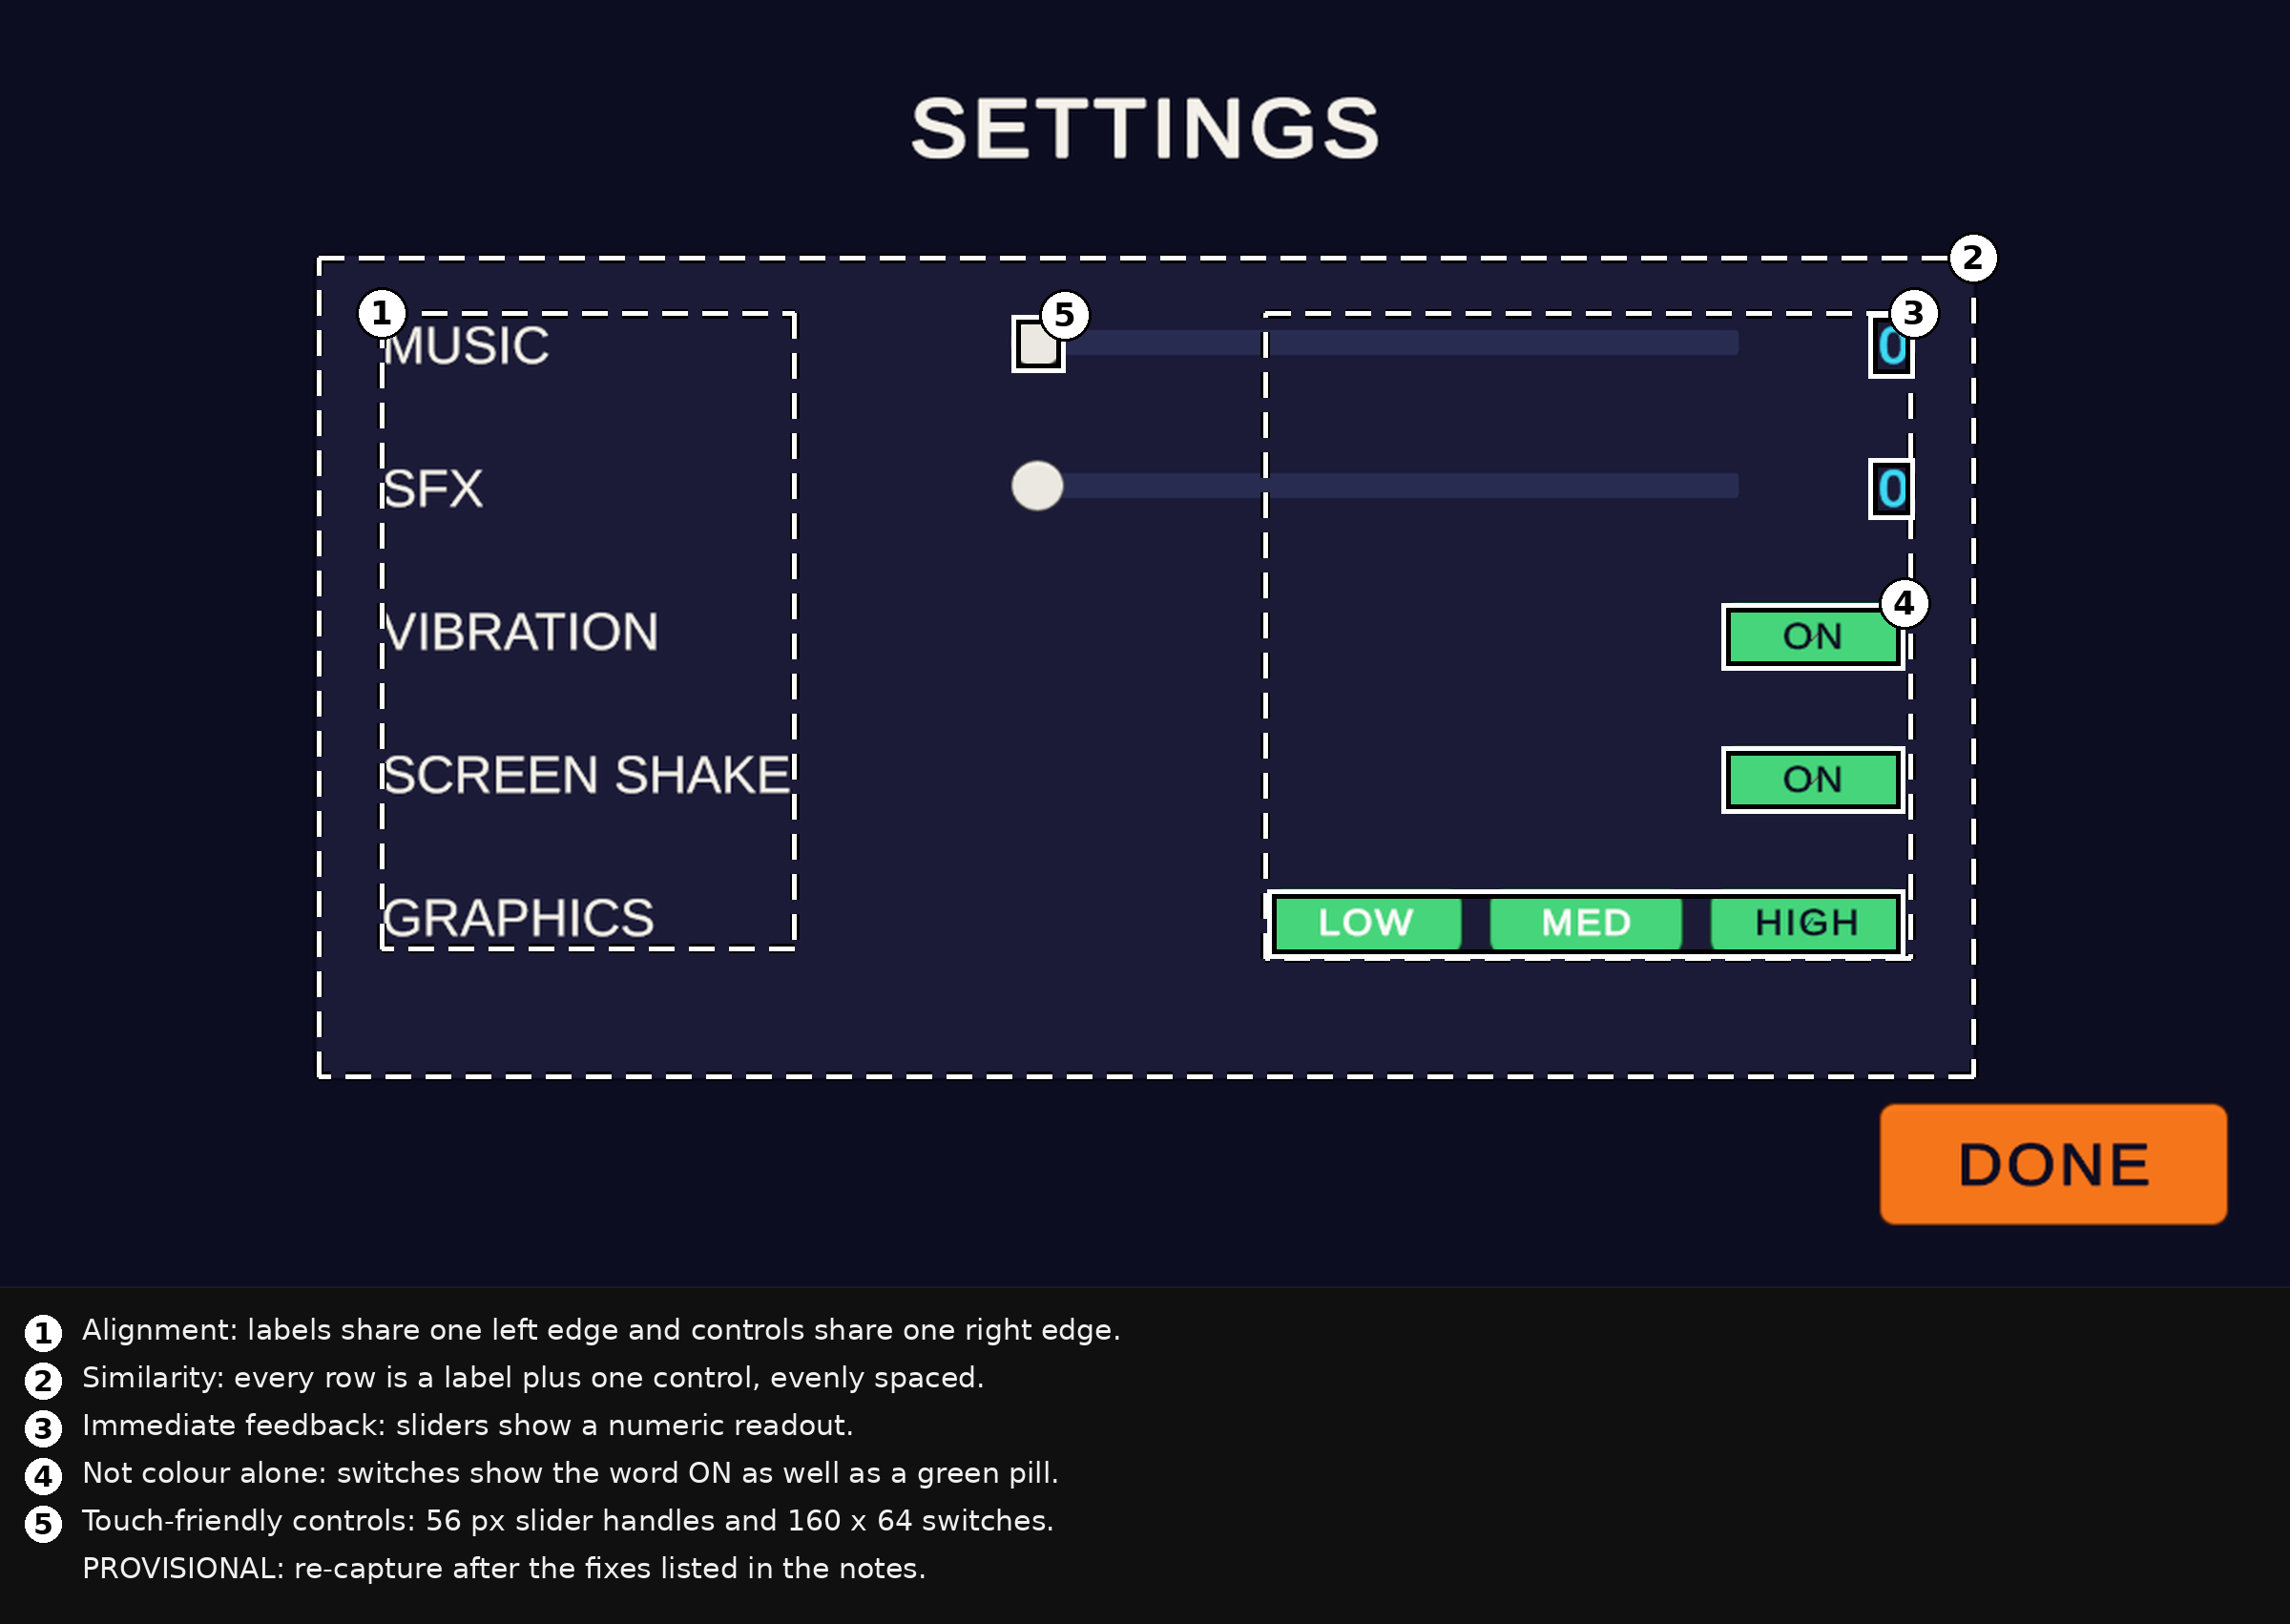 SETTINGS
2
1 5 3
MUSIC 0
SFX 0
4
VIBRATION ON
SCREEN SHAKE ON
GRAPHICS LOW MED HIGH
DONE
1 Alignment: labels share one left edge and controls share one right edge.
2 Similarity: every row is a label plus one control, evenly spaced.
3 Immediate feedback: sliders show a numeric readout.
4 Not colour alone: switches show the word ON as well as a green pill.
5 Touch-friendly controls: 56 px slider handles and 160 x 64 switches.
PROVISIONAL: re-capture after the fixes listed in the notes.